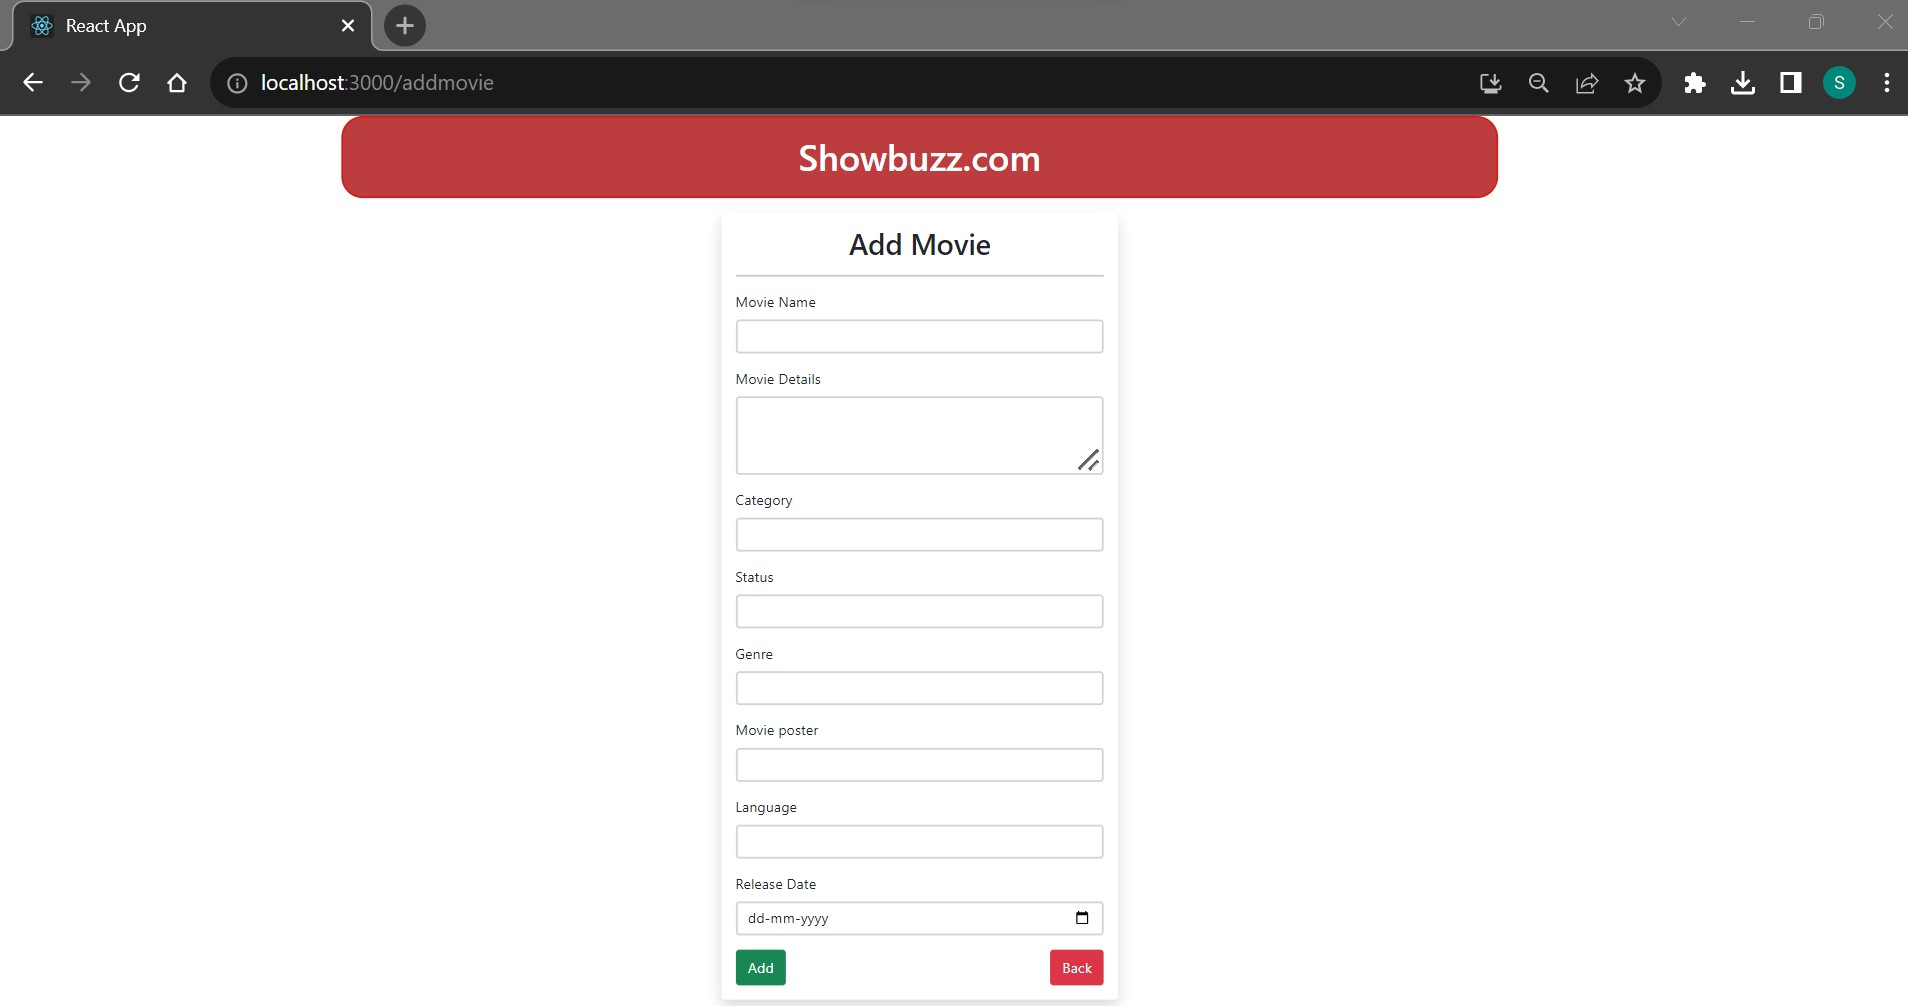 React App
localhost:3000/addmovie
S
Showbuzz.com
Add Movie
Movie Name
Movie Details
Category
Status
Genre
Movie poster
Language
Release Date
dd-mm-yyyy
Add Back